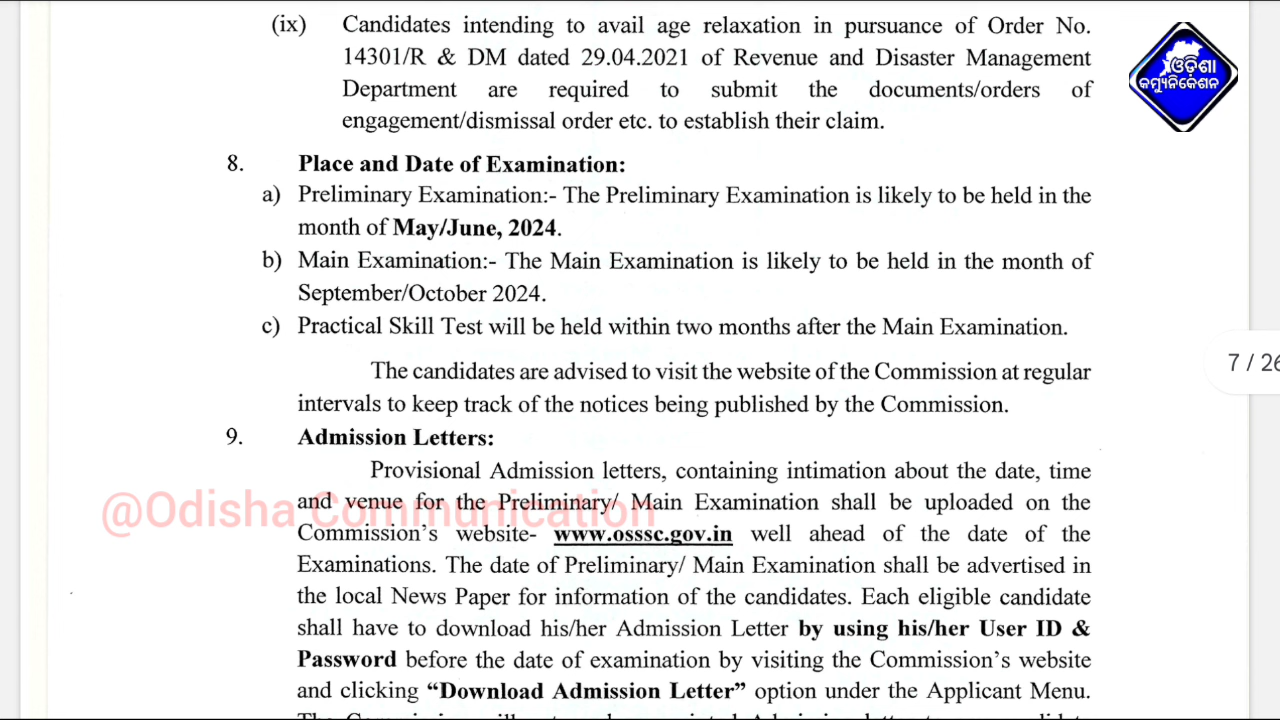 (ix) Candidates intending to avail age relaxation in pursuance of Order No.
14301/R & DM dated 29.04.2021 of Revenue and Disaster Management
Department are required to submit the documents/orders of
engagement/dismissal order etc. to establish their claim.
ଓଡ଼ିଶା
କମ୍ୟୁନିକେଶନ
8. Place and Date of Examination:
a) Preliminary Examination:- The Preliminary Examination is likely to be held in the
month of May/June, 2024.
b) Main Examination:- The Main Examination is likely to be held in the month of
September/October 2024.
c) Practical Skill Test will be held within two months after the Main Examination.
7 / 26
The candidates are advised to visit the website of the Commission at regular
intervals to keep track of the notices being published by the Commission.
9. Admission Letters:
Provisional Admission letters, containing intimation about the date, time
and venue for the Preliminary/ Main Examination shall be uploaded on the
@Odisha Communication
Commission's website- www.osssc.gov.in well ahead of the date of the
Examinations. The date of Preliminary/ Main Examination shall be advertised in
the local News Paper for information of the candidates. Each eligible candidate
shall have to download his/her Admission Letter by using his/her User ID &
Password before the date of examination by visiting the Commission's website
and clicking “Download Admission Letter” option under the Applicant Menu.